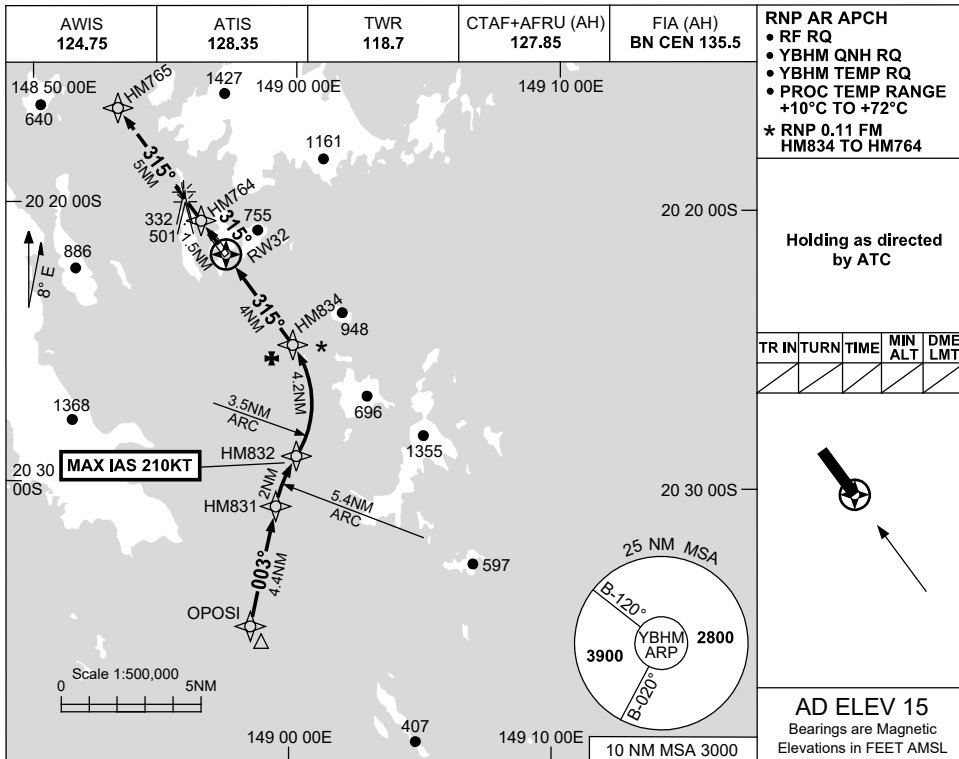 AWIS
124.75
ATIS
128.35
TWR
118.7
CTAF+AFRU (AH)
127.85
FIA (AH)
BN CEN 135.5
RNP AR APCH
• RF RQ
• YBHM QNH RQ
• YBHM TEMP RQ
• PROC TEMP RANGE
+10°C TO +72°C
* RNP 0.11 FM
HM834 TO HM764
Holding as directed
by ATC
TR IN
TURN
TIME
MIN
ALT
DME
LMT
AD ELEV 15
Bearings are Magnetic
Elevations in FEET AMSL
148 50 00E
149 00 00E
149 10 00E
HM765
1427
640
1161
315°
5NM
HM764
20 20 00S
20 20 00S
332
501
315°
1.5NM
755
RW32
886
8° E
315°
4NM
HM834
*
948
4.2NM
696
3.5NM
ARC
1368
1355
MAX IAS 210KT
HM832
20 30
00S
20 30 00S
2NM
HM831
5.4NM
ARC
003°
4.4NM
597
OPOSI
25 NM MSA
B-120°
YBHM
ARP
3900
2800
B-020°
Scale 1:500,000
0
5NM
407
149 00 00E
149 10 00E
10 NM MSA 3000